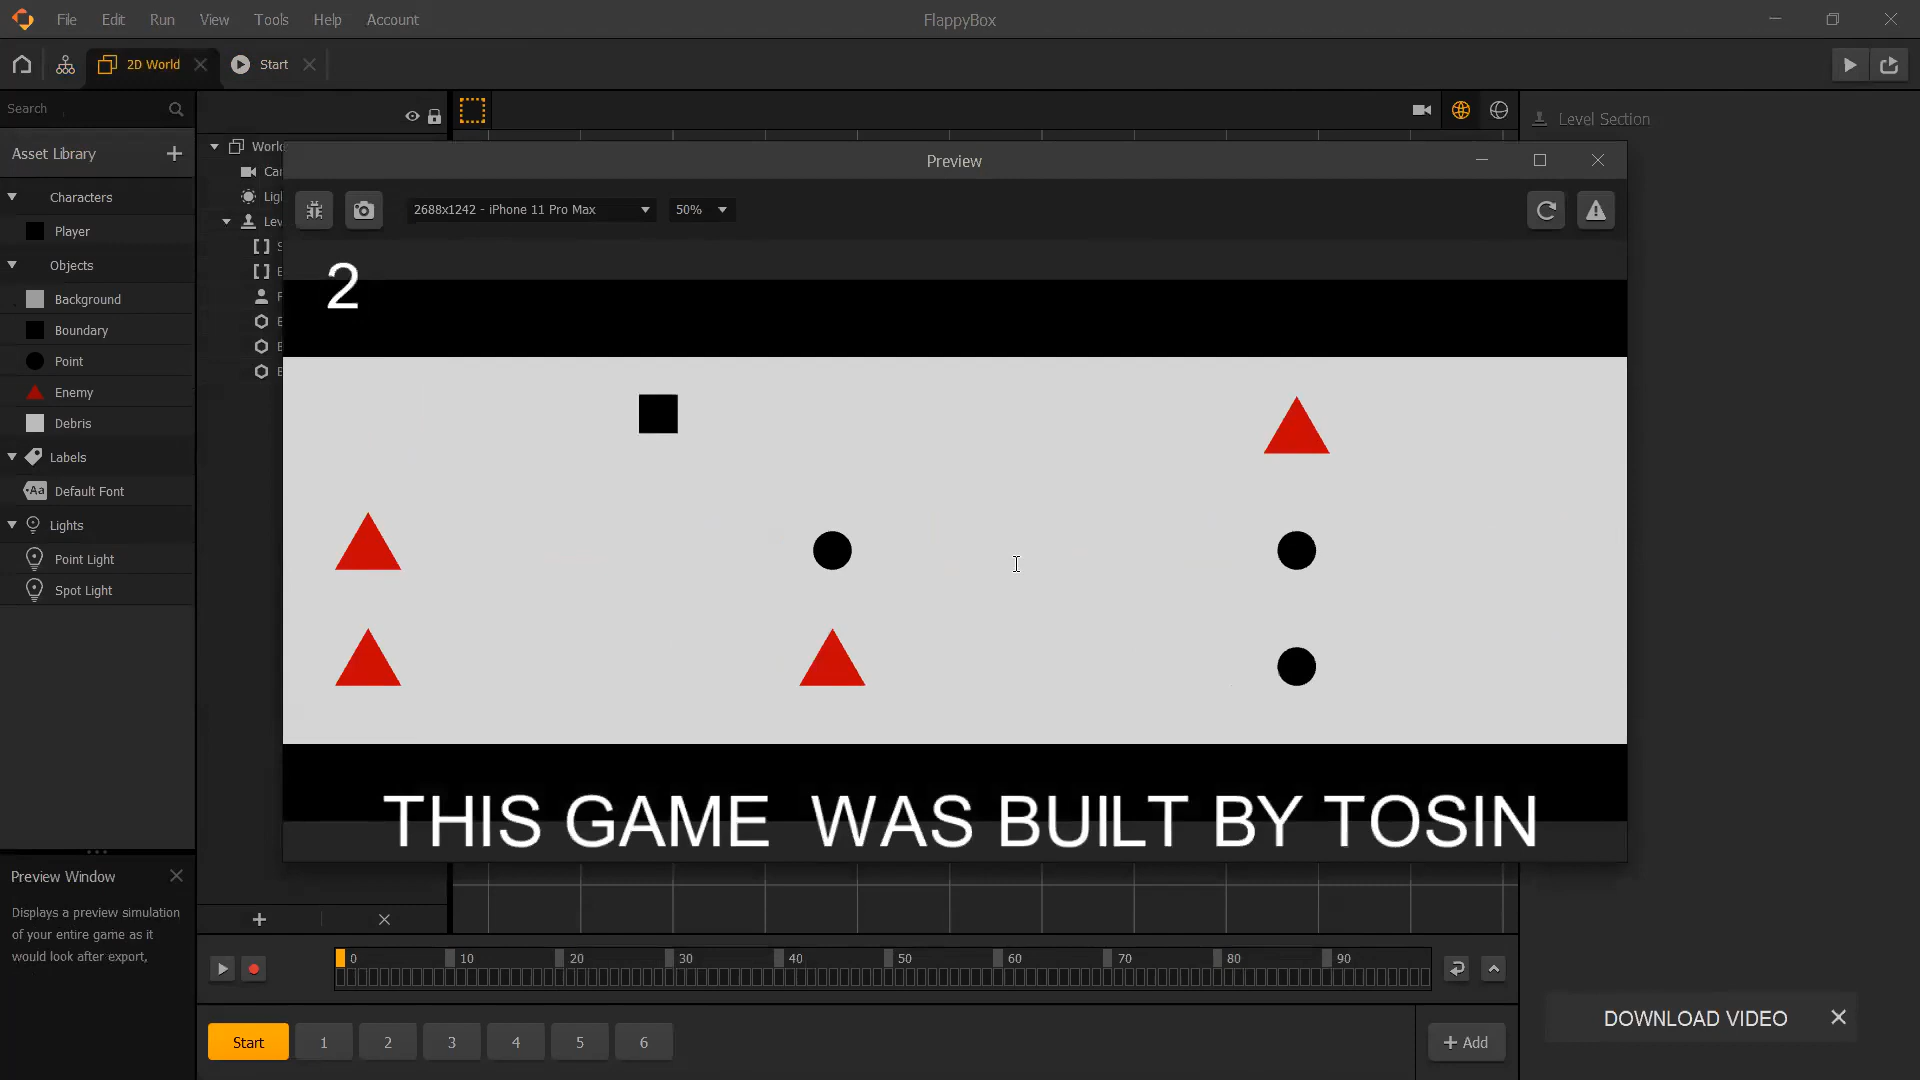 File Edit Run View Tools Help Account FlappyBox
2D World Start
Search
Level Section
Asset Library
World
Preview
2688x1242 - iPhone 11 Pro Max 50%
Characters
Player
Objects
Background
Boundary
Point
Enemy
Debris
Labels
Aa Default Font
Lights
Point Light
Spot Light
2
THIS GAME  WAS BUILT BY TOSIN
Preview Window
Displays a preview simulation
of your entire game as it
would look after export,
0 10 20 30 40 50 60 70 80 90
Start 1 2 3 4 5 6 + Add
DOWNLOAD VIDEO